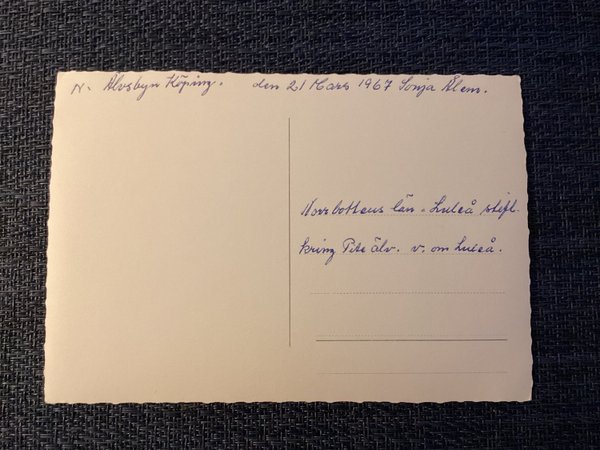 N. Älvsbyn Köping. den 21 Mars 1967 Sonja Ålem.
Norrbottens län. Luleå stift.
kring Pite älv. v. om Luleå.